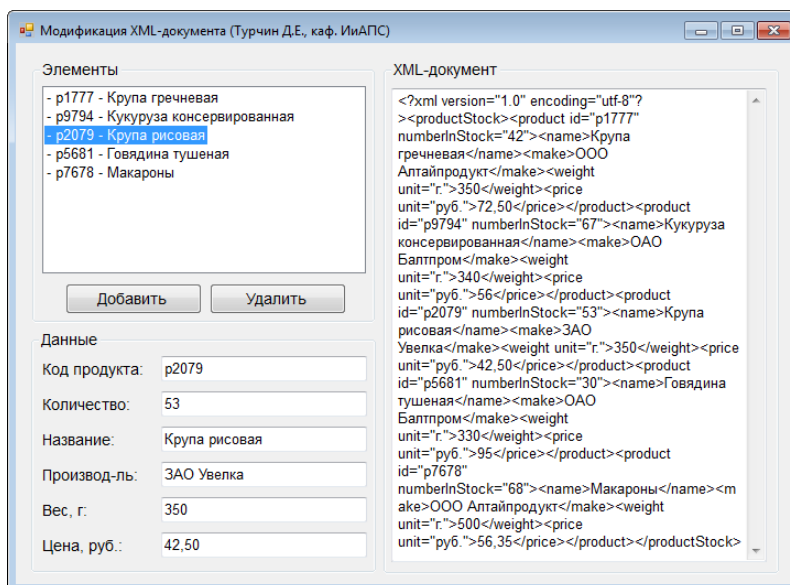 Модификация XML-документа (Турчин Д.Е., каф. ИиАПС)
Элементы
- p1777 - Крупа гречневая
- p9794 - Кукуруза консервированная
- p2079 - Крупа рисовая
- p5681 - Говядина тушеная
- p7678 - Макароны
Добавить
Удалить
Данные
Код продукта:
p2079
Количество:
53
Название:
Крупа рисовая
Производ-ль:
ЗАО Увелка
Вес, г:
350
Цена, руб.:
42,50
XML-документ
<?xml version="1.0" encoding="utf-8"?
><productStock><product id="p1777"
numberInStock="42"><name>Крупа
гречневая</name><make>ООО
Алтайпродукт</make><weight
unit="г.">350</weight><price
unit="руб.">72,50</price></product><product
id="p9794" numberInStock="67"><name>Кукуруза
консервированная</name><make>ОАО
Балтпром</make><weight
unit="г.">340</weight><price
unit="руб.">56</price></product><product
id="p2079" numberInStock="53"><name>Крупа
рисовая</name><make>ЗАО
Увелка</make><weight unit="г.">350</weight><price
unit="руб.">42,50</price></product><product
id="p5681" numberInStock="30"><name>Говядина
тушеная</name><make>ОАО
Балтпром</make><weight
unit="г.">330</weight><price
unit="руб.">95</price></product><product
id="p7678"
numberInStock="68"><name>Макароны</name><m
ake>ООО Алтайпродукт</make><weight
unit="г.">500</weight><price
unit="руб.">56,35</price></product></productStock>